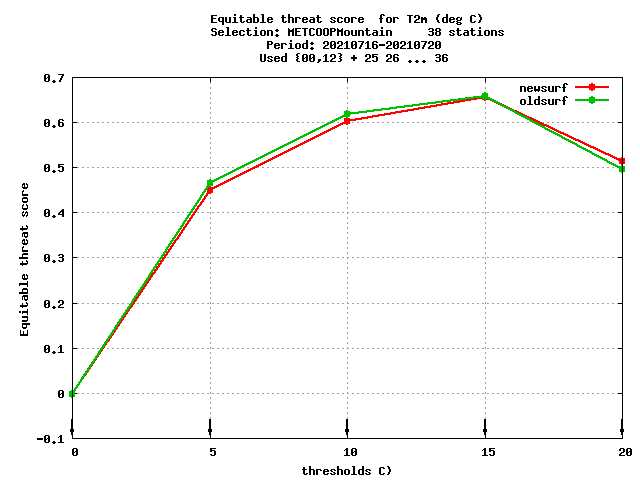 Equitable threat score  for T2m (deg C)
Selection: METCOOPMountain     38 stations
Period: 20210716-20210720
Used {00,12} + 25 26 ... 36
newsurf
oldsurf
Equitable threat score
0.7
0.6
0.5
0.4
0.3
0.2
0.1
0
-0.1
0 5 10 15 20
thresholds C)